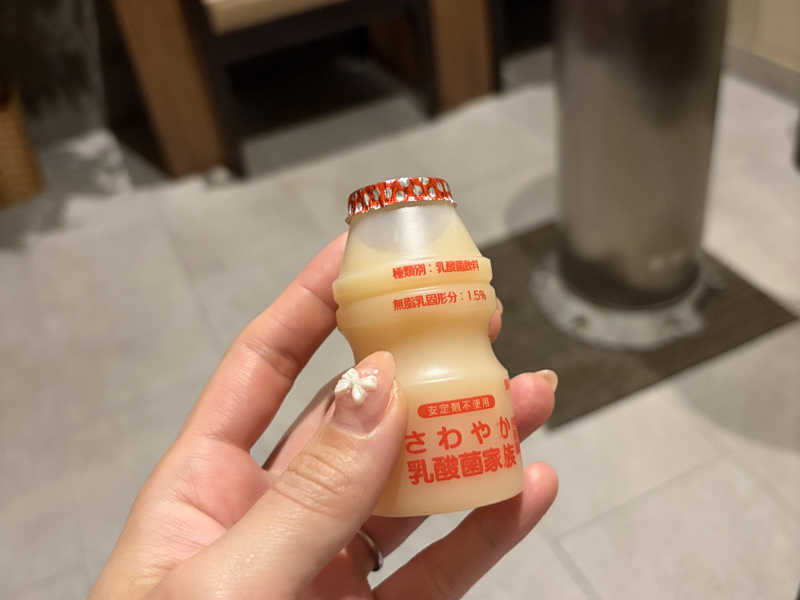 種類別：乳酸菌飲料
無脂乳固形分：1.5%
安定剤不使用
さわやか
乳酸菌家族